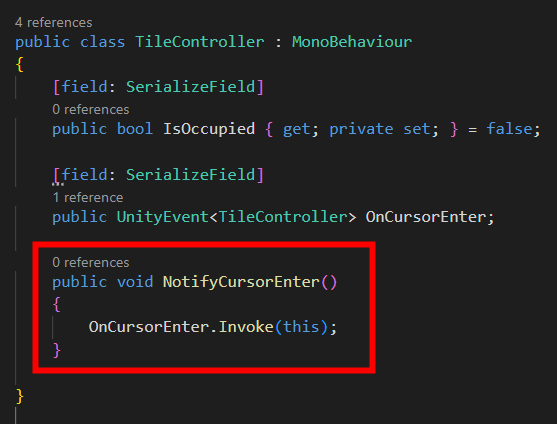 4 references
public class TileController : MonoBehaviour
{
[field: SerializeField]
0 references
public bool IsOccupied { get; private set; } = false;
[field: SerializeField]
1 reference
public UnityEvent<TileController> OnCursorEnter;
0 references
public void NotifyCursorEnter()
{
OnCursorEnter.Invoke(this);
}
}